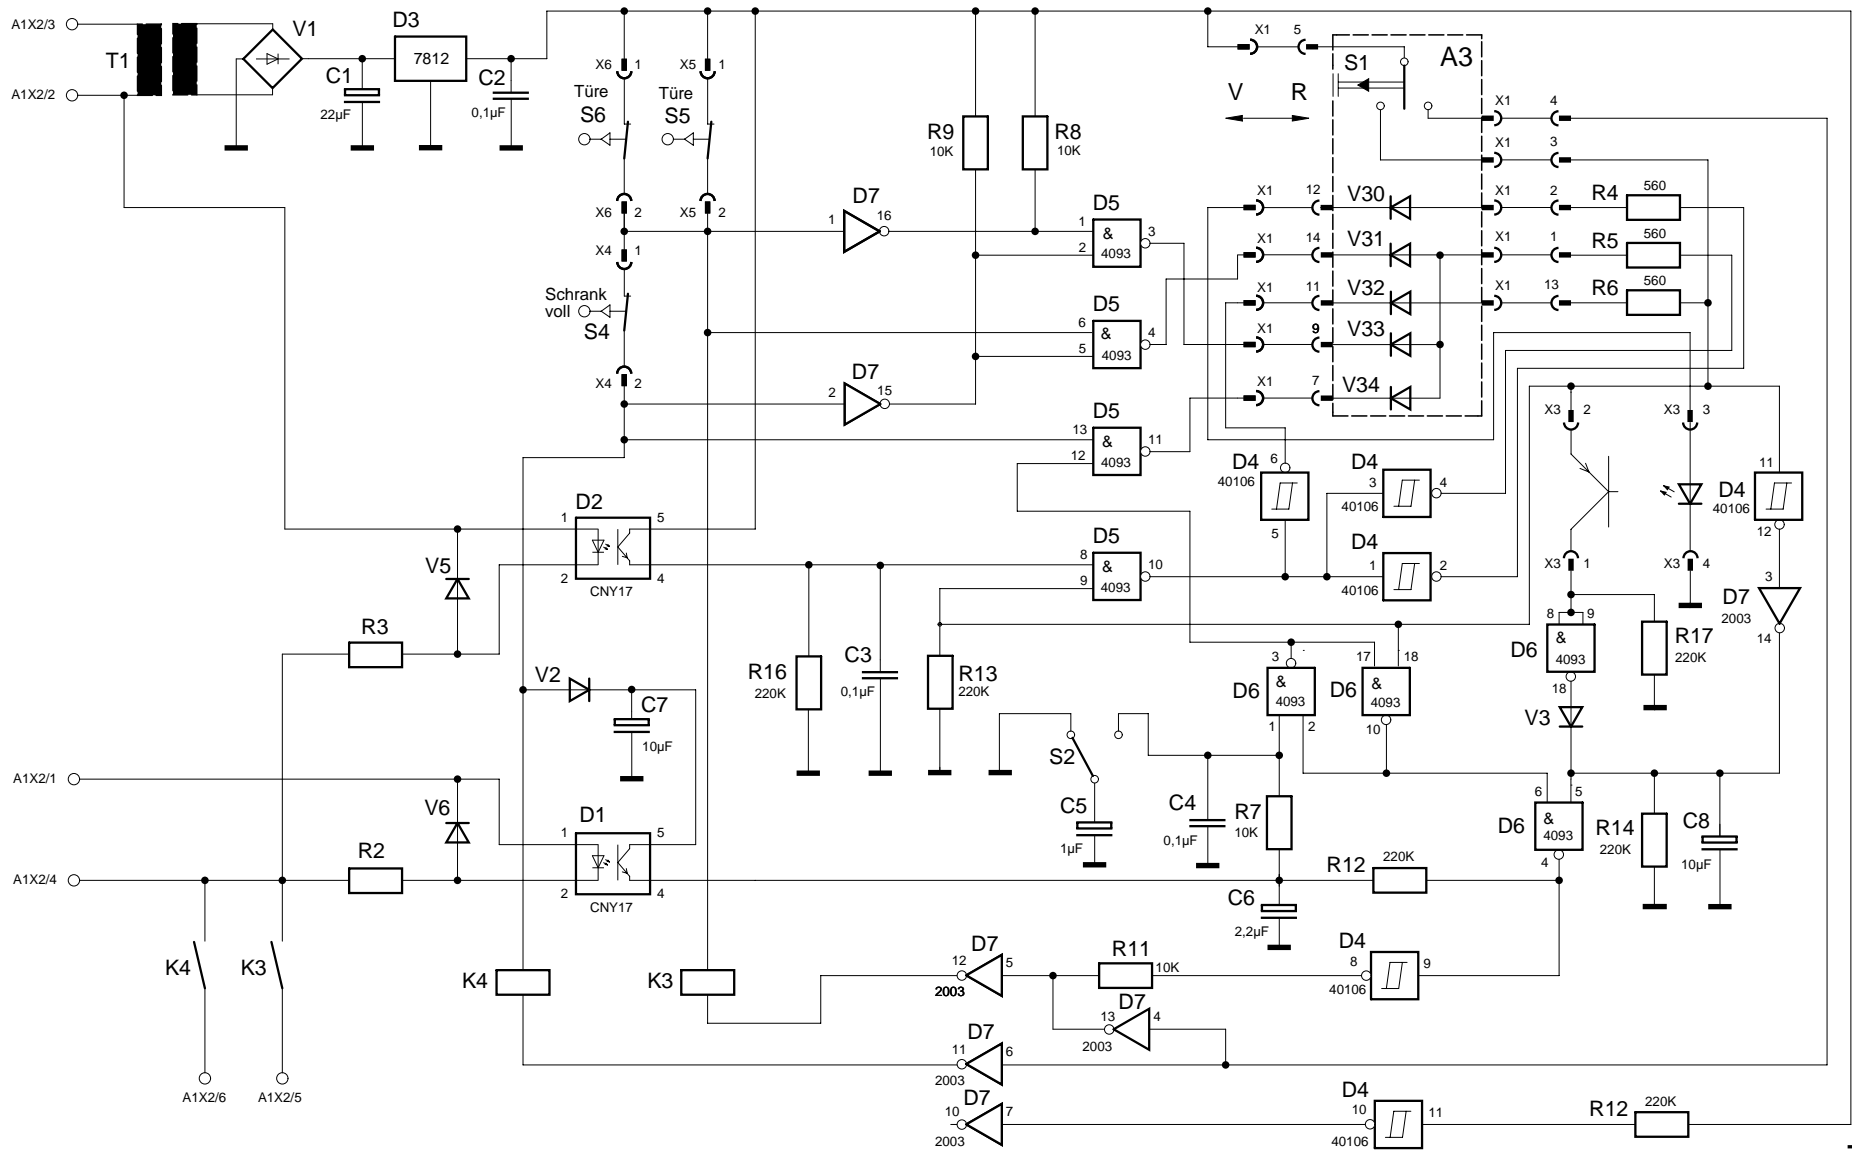 A1X2/3
T1
V1
D3
7812
C1
22µF
C2
0,1µF
A1X2/2
X6 1
X5 1
Türe
S6
Türe
S5
X6 2
X5 2
X4 1
Schrank
voll
S4
X4 2
R9
10K
R8
10K
D7
1 16
D7
2 15
D5
1 & 3
2 4093
D5
6 & 4
5 4093
D5
13 & 11
12 4093
D5
8 & 10
9 4093
X1 5
S1
A3
V R
X1 4
X1 3
X1 12 V30 X1 2 R4 560
X1 14 V31 X1 1 R5 560
X1 11 V32 X1 13 R6 560
X1 9 V33
X1 7 V34
D4
40106
6
5
D4
3 4
40106
D4
1 2
40106
X3 2
X3 3
X3 1
X3 4
11
D4
40106
12
3
D7
2003
14
D2
1 5
2 4
CNY17
V5
R3
V2
C7
10µF
R16
220K
C3
0,1µF
R13
220K
3
D6
&
4093
1 2
17 18
D6
&
4093
10
8 9
D6
&
4093
18
R17
220K
V3
S2
C5
1µF
C4
0,1µF
R7
10K
6 5
D6
&
4093
4
R14
220K
C8
10µF
A1X2/1
V6
D1
1 5
2 4
CNY17
R2
A1X2/4
R12
220K
C6
2,2µF
K4
K3
A1X2/6
A1X2/5
K4
K3
D7
12 5
2003
R11
10K
D4
8 9
40106
D7
13 4
2003
D7
11 6
2003
D7
10 7
2003
D4
10 11
40106
R12
220K